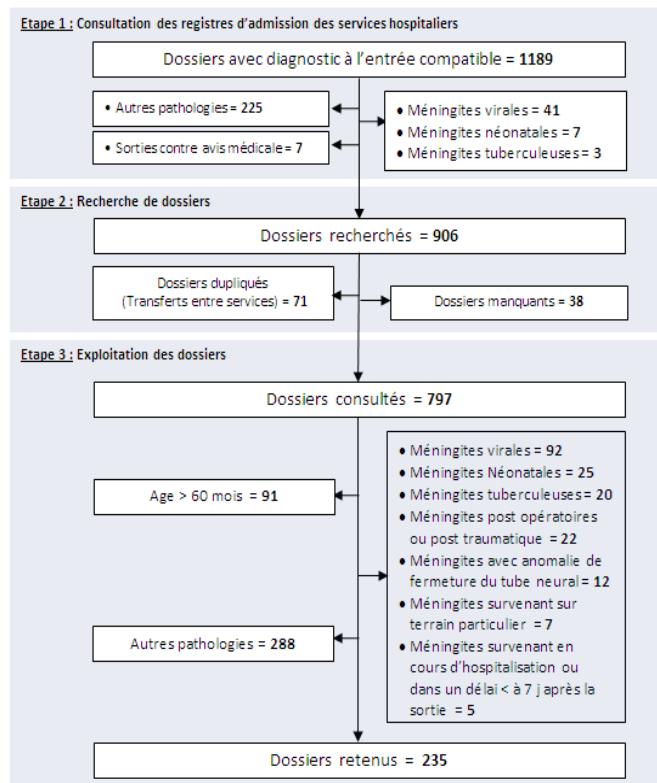 Etape 1 : Consultation des registres d'admission des services hospitaliers
Dossiers avec diagnostic à l'entrée compatible = 1189
• Autres pathologies = 225
• Sorties contre avis médicale = 7
• Méningites virales = 41
• Méningites néonatales = 7
• Méningites tuberculeuses = 3
Etape 2 : Recherche de dossiers
Dossiers recherchés = 906
Dossiers dupliqués
(Transferts entre services) = 71
Dossiers manquants = 38
Etape 3 : Exploitation des dossiers
Dossiers consultés = 797
Age > 60 mois = 91
Autres pathologies = 288
• Méningites virales = 92
• Méningites Néonatales = 25
• Méningites tuberculeuses = 20
• Méningites post opératoires
ou post traumatique = 22
• Méningites avec anomalie de
fermeture du tube neural = 12
• Méningites survenant sur
terrain particulier = 7
• Méningites survenant en
cours d'hospitalisation ou
dans un délai < à 7 j après la
sortie = 5
Dossiers retenus = 235